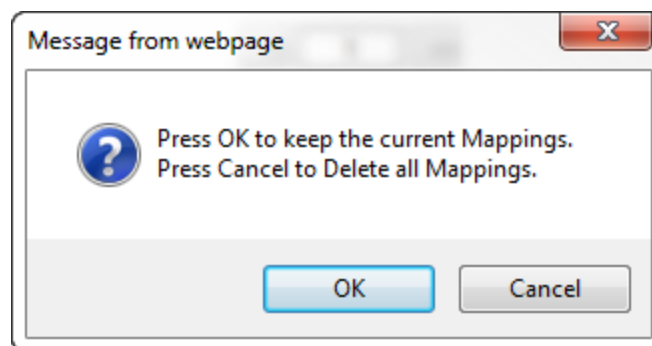 Message from webpage
Press OK to keep the current Mappings.
Press Cancel to Delete all Mappings.
OK
Cancel